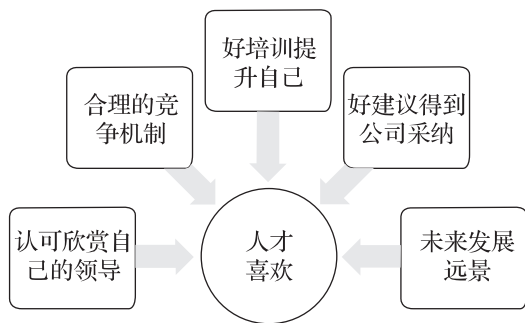 好培训提
升自己
合理的竞
争机制
好建议得到
公司采纳
认可欣赏自
己的领导
人才
喜欢
未来发展
远景